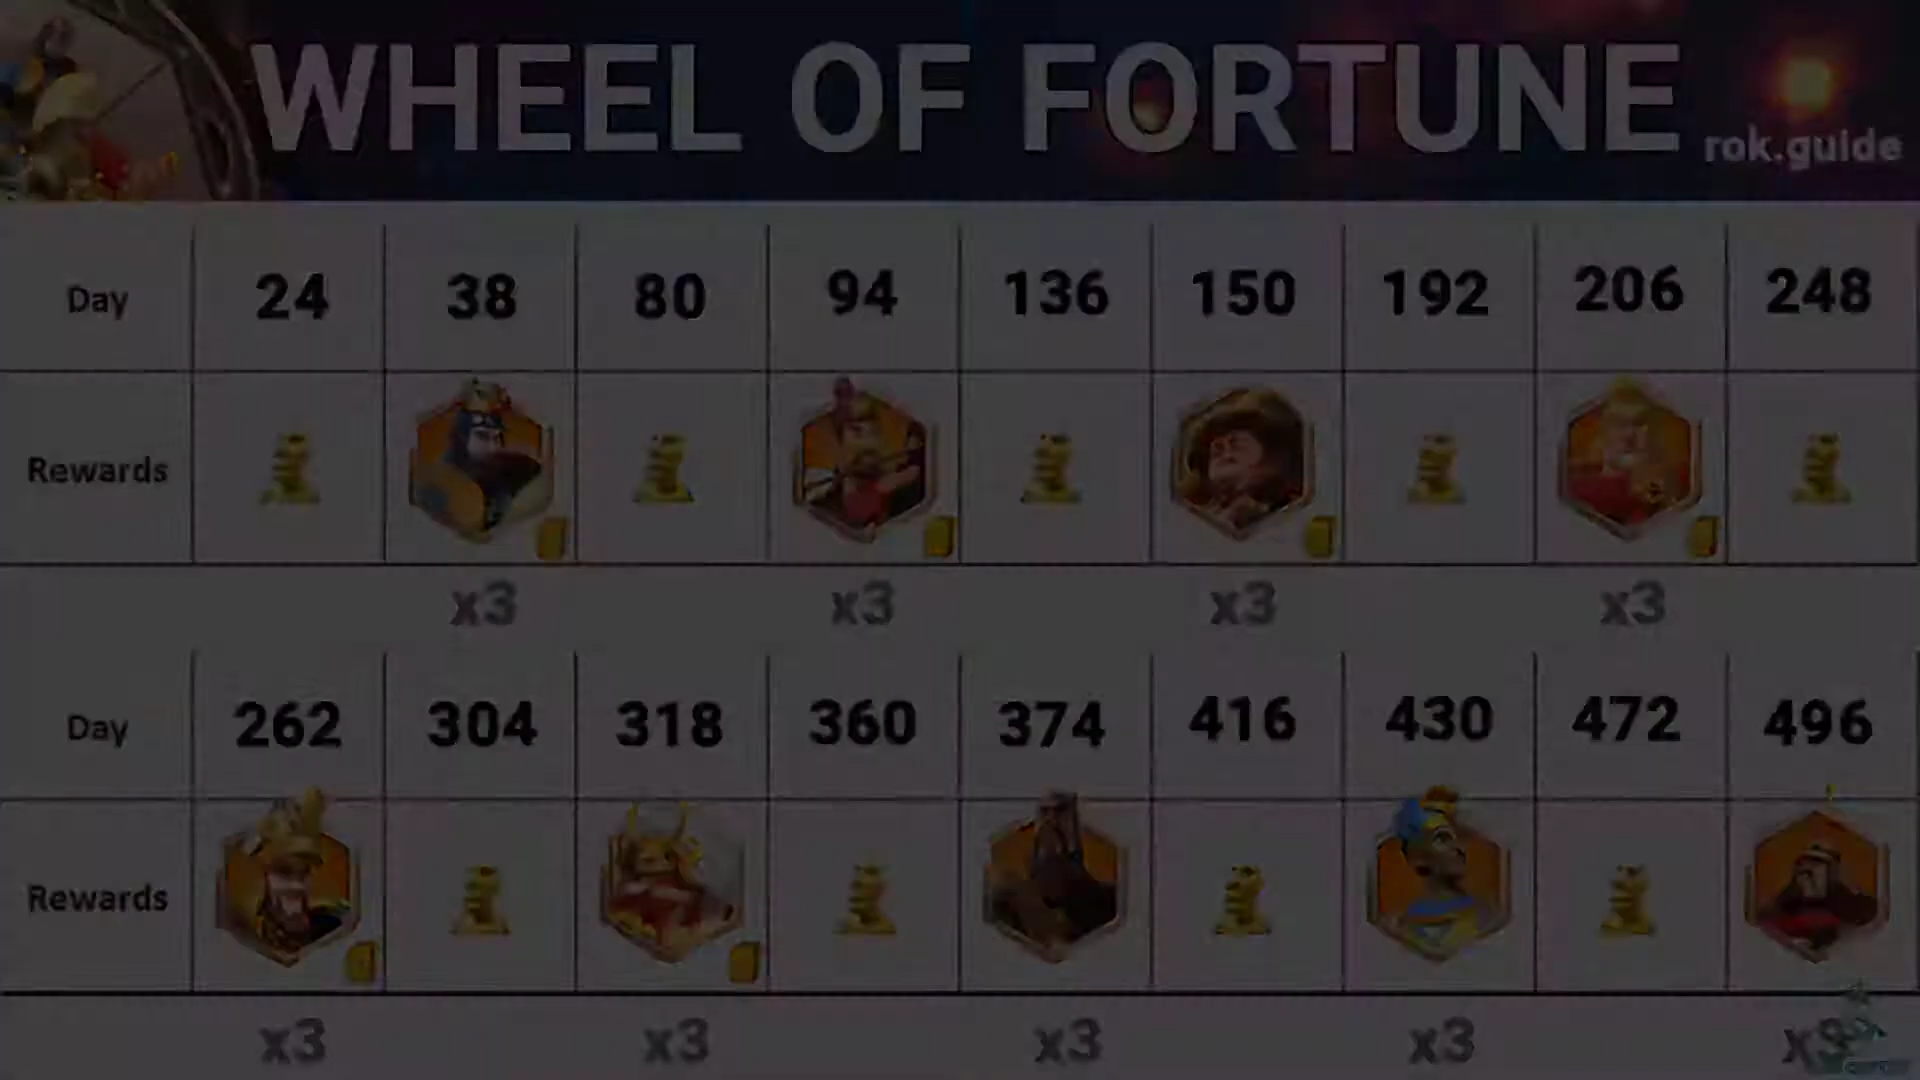 WHEEL OF FORTUNE
rok.guide
Day 24 38 80 94 136 150 192 206 248
Rewards
x3 x3 x3 x3
Day 262 304 318 360 374 416 430 472 496
Rewards
x3 x3 x3 x3 x3